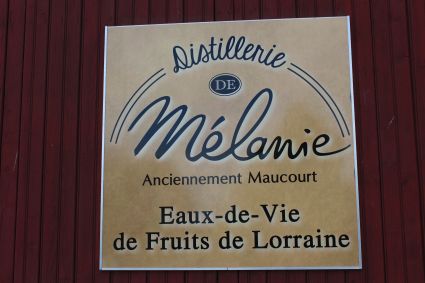 Distillerie
DE
Mélanie
Anciennement Maucourt
Eaux-de-Vie
de Fruits de Lorraine